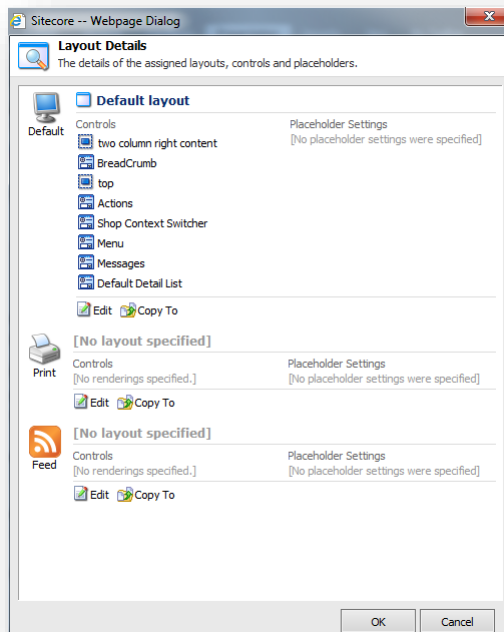 Sitecore -- Webpage Dialog
Layout Details
The details of the assigned layouts, controls and placeholders.
Default
Default layout
Controls
Placeholder Settings
two column right content
[No placeholder settings were specified]
BreadCrumb
top
Actions
Shop Context Switcher
Menu
Messages
Default Detail List
Edit Copy To
Print
[No layout specified]
Controls
Placeholder Settings
[No renderings specified.]
[No placeholder settings were specified]
Edit Copy To
Feed
[No layout specified]
Controls
Placeholder Settings
[No renderings specified.]
[No placeholder settings were specified]
Edit Copy To
OK Cancel